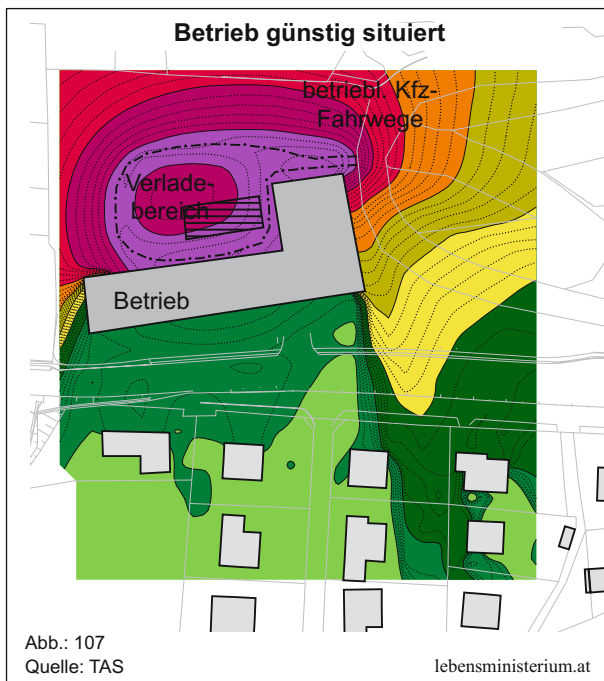 Betrieb günstig situiert
betriebl. Kfz-
Fahrwege
Verlade-
bereich
Betrieb
Abb.: 107
Quelle: TAS
lebensministerium.at